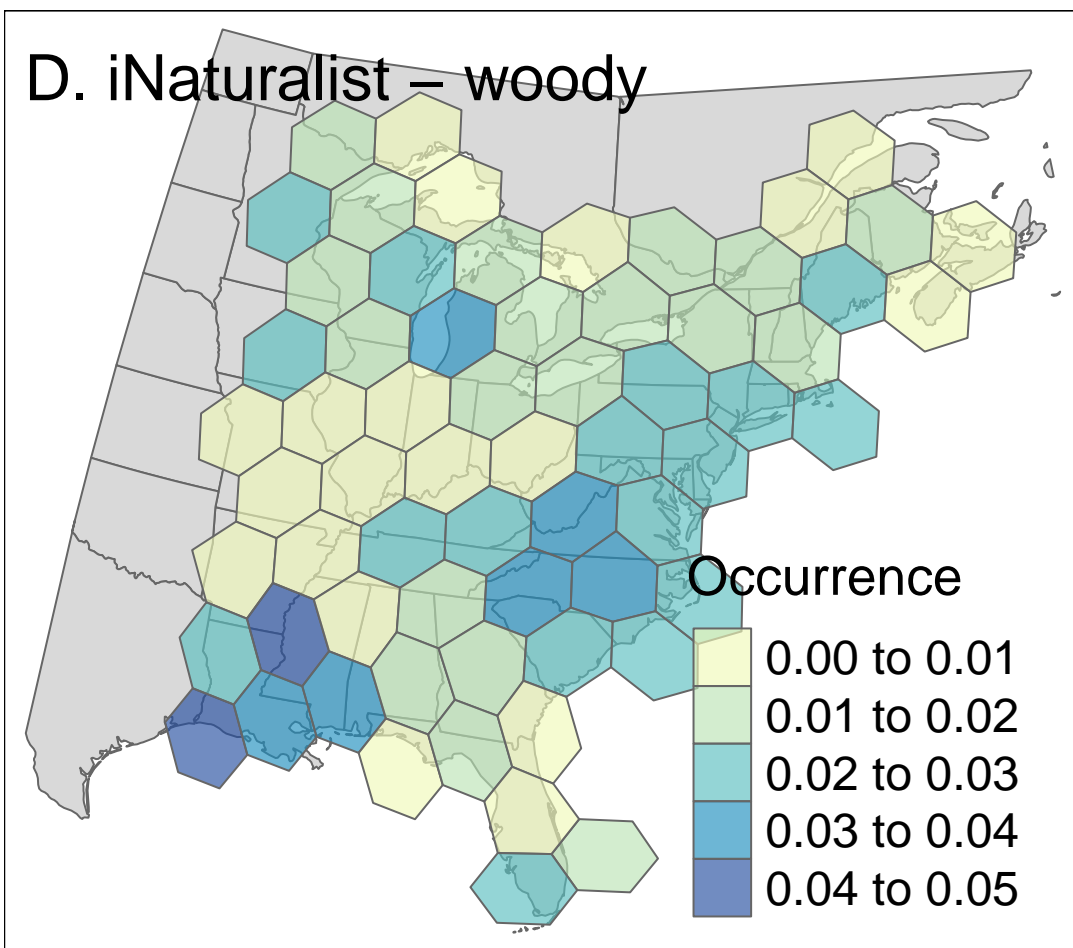 D. iNaturalist – woody
Occurrence
0.00 to 0.01
0.01 to 0.02
0.02 to 0.03
0.03 to 0.04
0.04 to 0.05